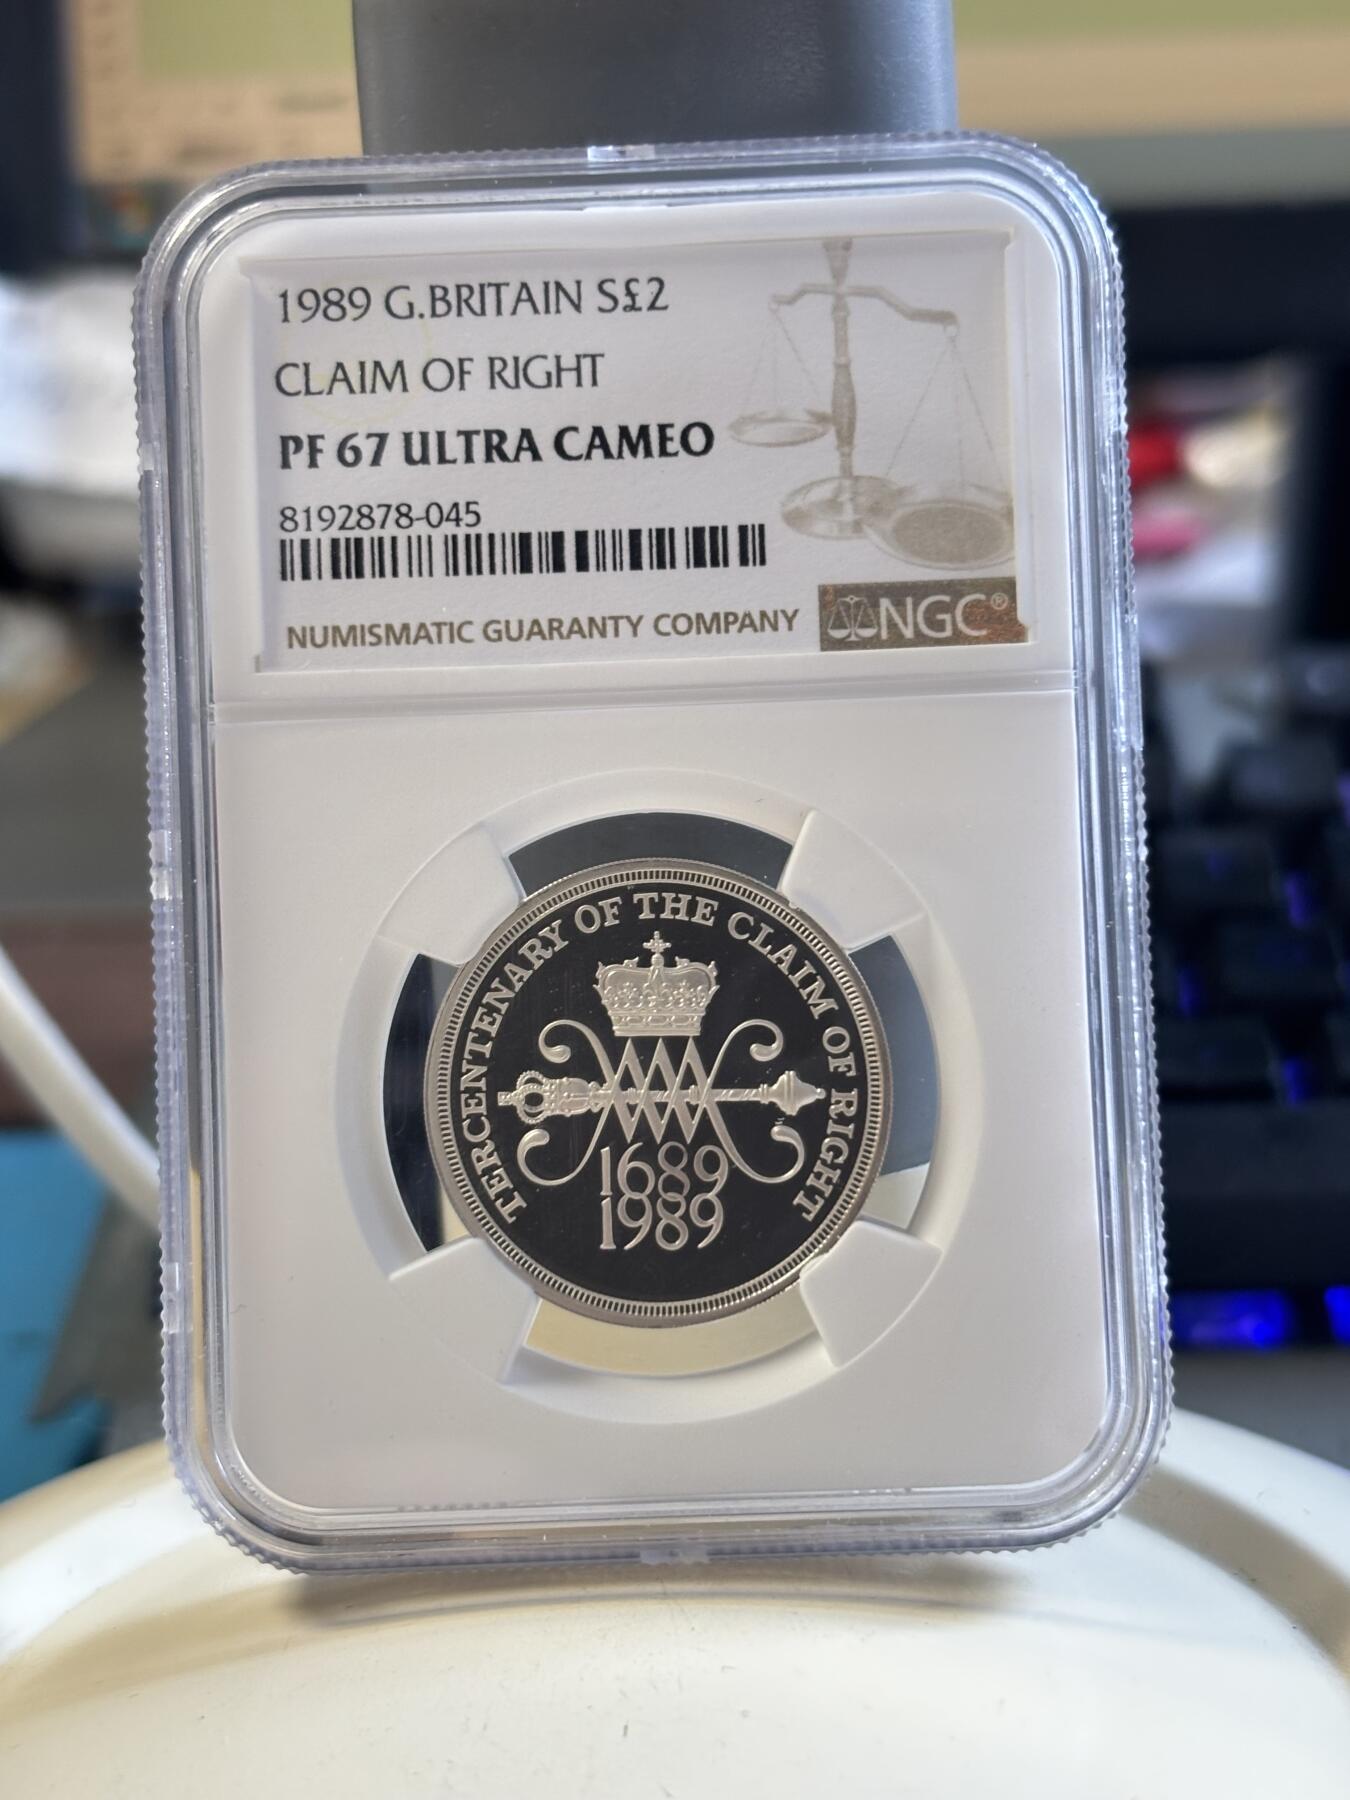 1989 G.BRITAIN S£2
CLAIM OF RIGHT
PF 67 ULTRA CAMEO
8192878-045
NUMISMATIC GUARANTY COMPANY
NGC®
TERCENTENARY OF THE CLAIM OF RIGHT
1689
1989